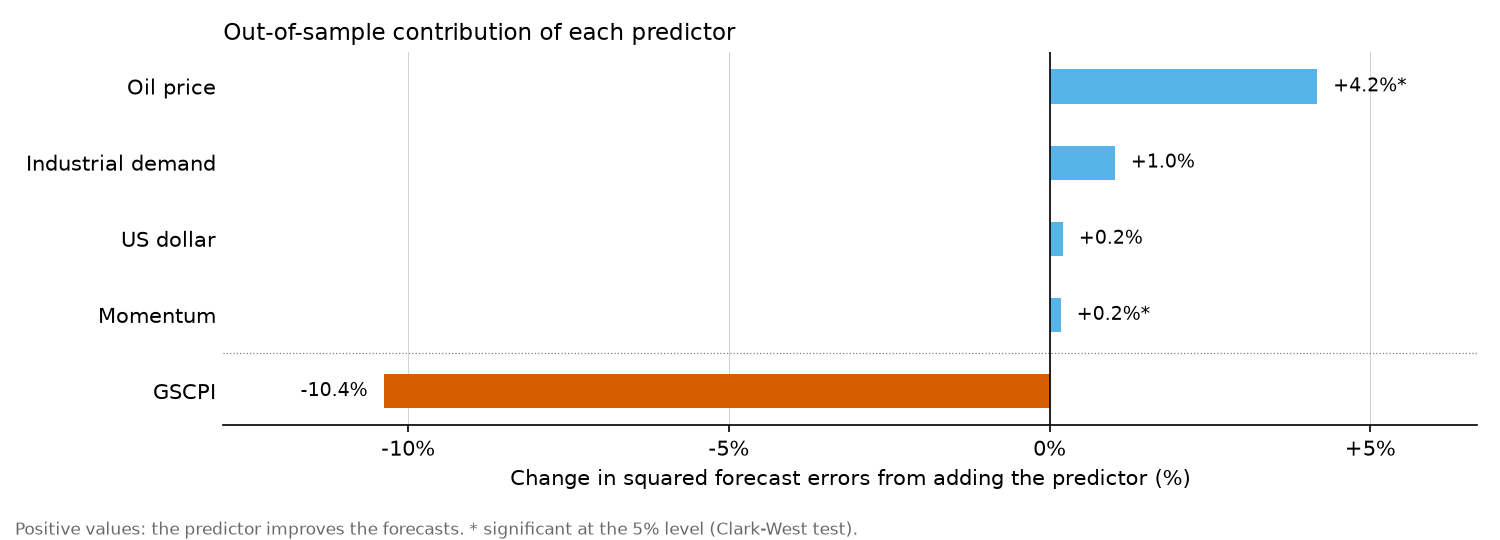 Out-of-sample contribution of each predictor
Oil price
+4.2%*
Industrial demand
+1.0%
US dollar
+0.2%
Momentum
+0.2%*
GSCPI
-10.4%
-10%
-5%
0%
+5%
Change in squared forecast errors from adding the predictor (%)
Positive values: the predictor improves the forecasts. * significant at the 5% level (Clark-West test).